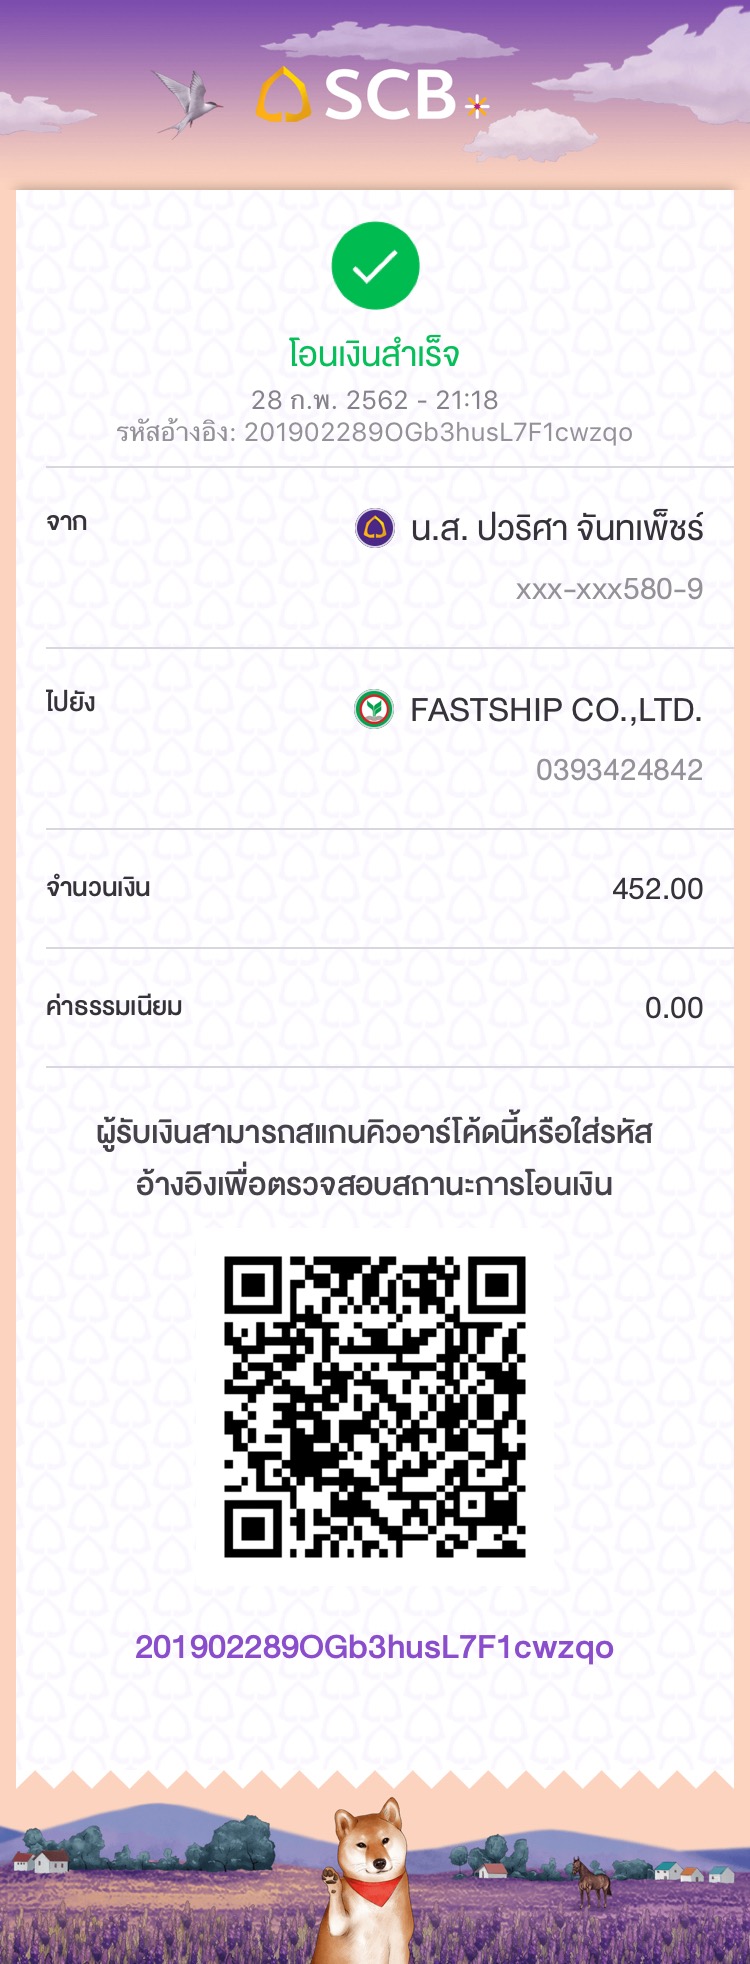 SCB
โอนเงินสำเร็จ
28 ก.พ. 2562 - 21:18
รหัสอ้างอิง: 201902289OGb3husL7F1cwzqo
จาก
น.ส. ปวริศา จันทเพ็ชร์
xxx-xxx580-9
ไปยัง
FASTSHIP CO.,LTD.
0393424842
จำนวนเงิน 452.00
ค่าธรรมเนียม 0.00
ผู้รับเงินสามารถสแกนคิวอาร์โค้ดนี้หรือใส่รหัส
อ้างอิงเพื่อตรวจสอบสถานะการโอนเงิน
201902289OGb3husL7F1cwzqo